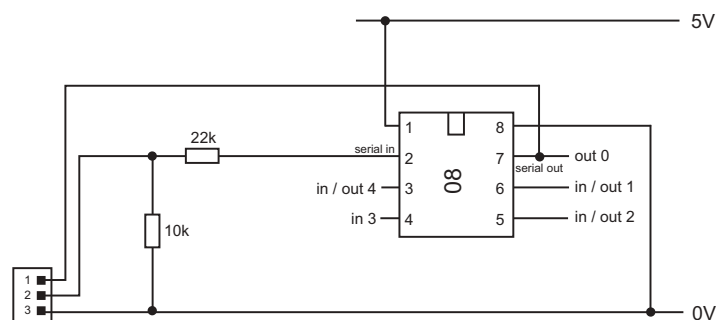 5V
22k
serial in
1
8
2
7
out 0
serial out
in / out 4
3
08
6
in / out 1
in 3
4
5
in / out 2
10k
1
2
3
0V